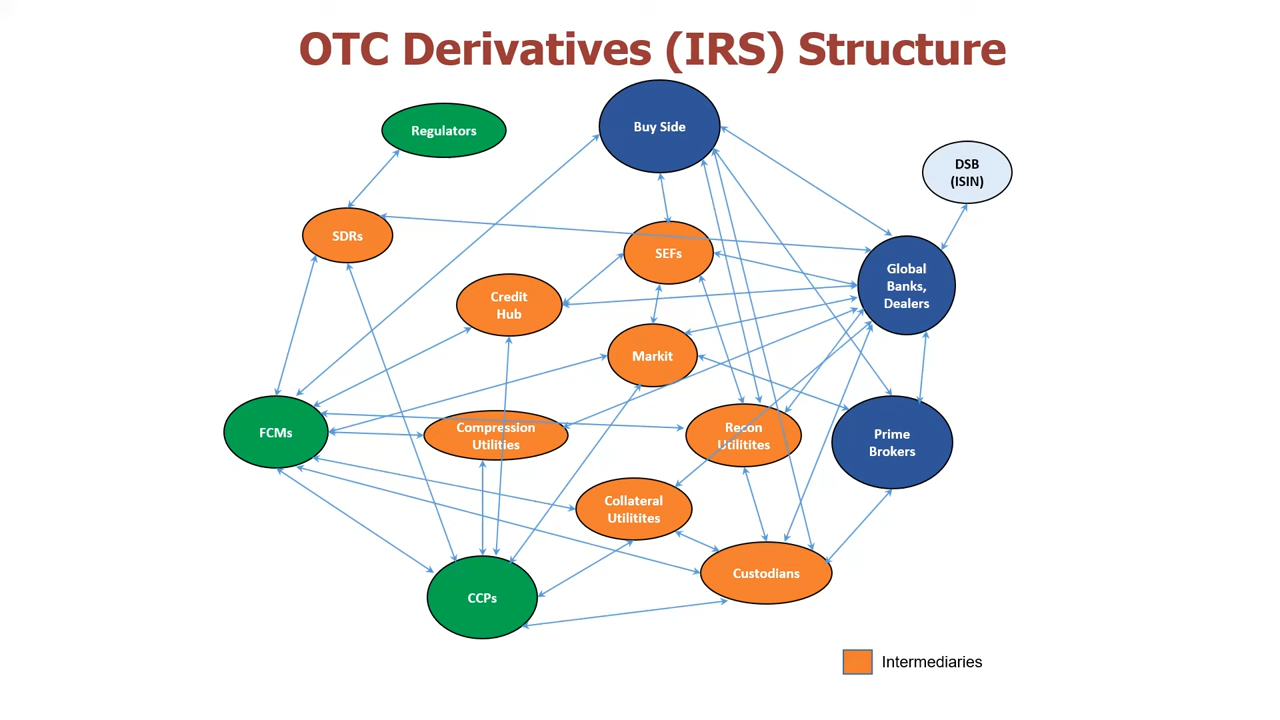 OTC Derivatives (IRS) Structure
Regulators
Buy Side
DSB
(ISIN)
SDRs
SEFs
Global
Banks,
Dealers
Credit
Hub
Markit
FCMs
Compression
Utilities
Recon
Utilitites
Prime
Brokers
Collateral
Utilitites
Custodians
CCPs
Intermediaries